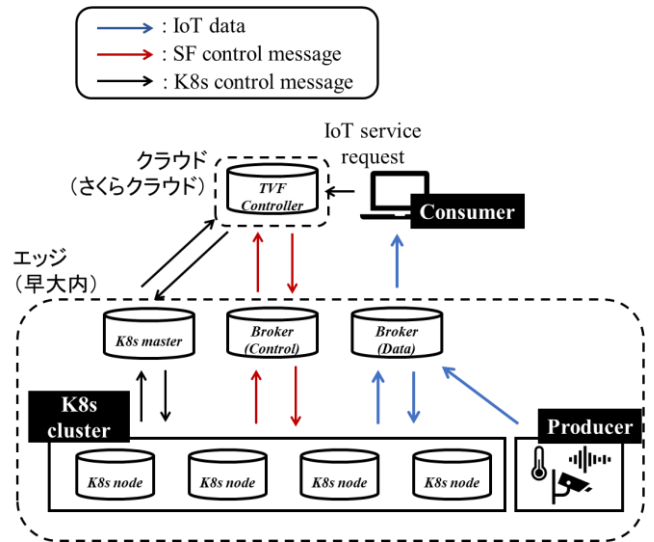 : IoT data
: SF control message
: K8s control message
IoT service
request
クラウド
（さくらクラウド）
TVF
Controller
Consumer
エッジ
（早大内）
K8s master
Broker
(Control)
Broker
(Data)
K8s
cluster
Producer
K8s node
K8s node
K8s node
K8s node